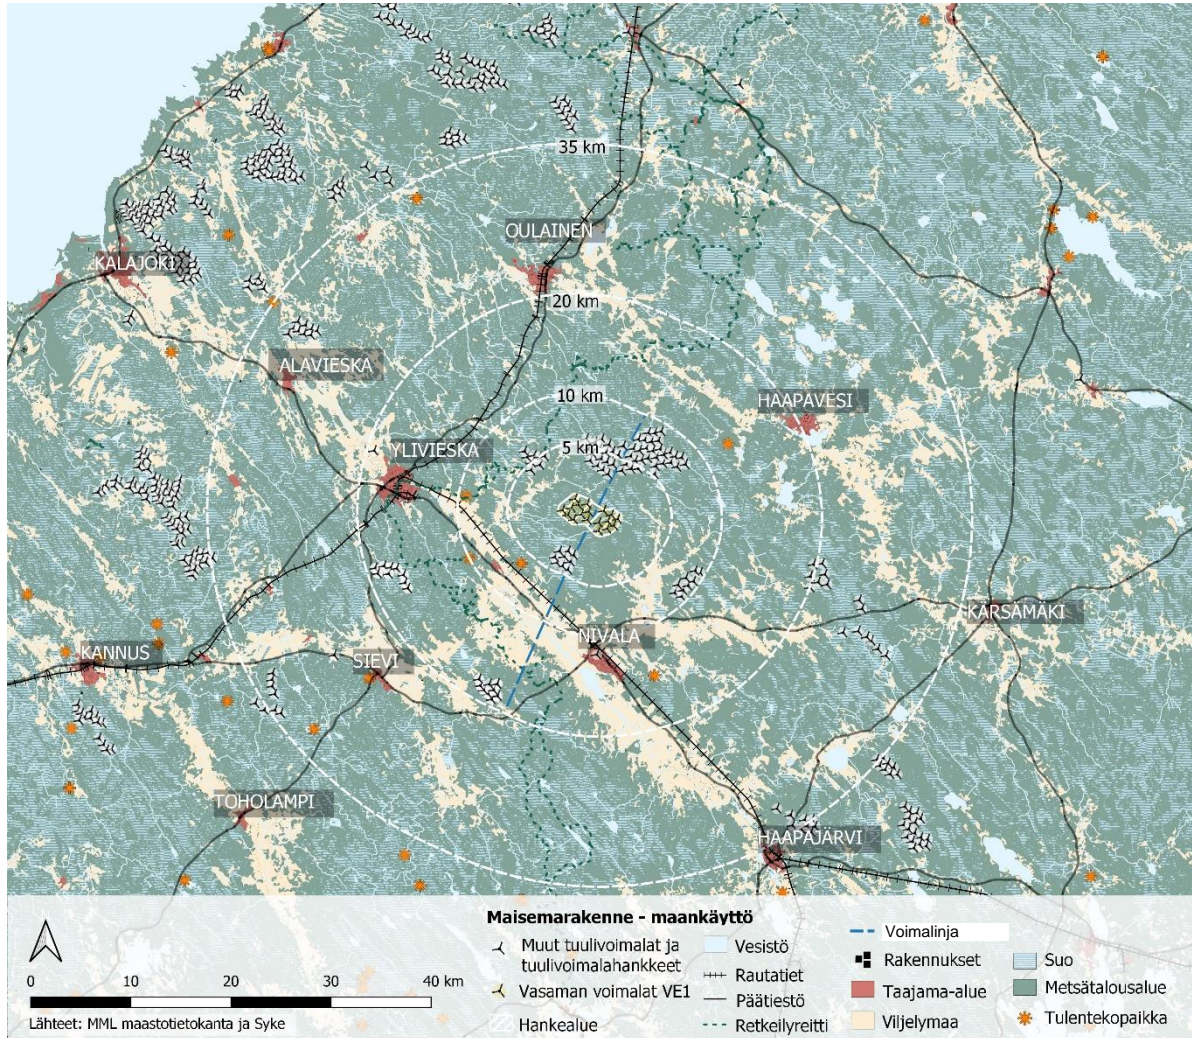 35 km
OULAINEN
KALAJOKI
20 km
ALAVIESKA
10 km
HAAPAVESI
YLIVIESKA
5 km
KÄRSÄMÄKI
NIVALA
KANNUS
SIEVI
TOHOLAMPI
HAAPAJÄRVI
Maisemarakenne - maankäyttö
Muut tuulivoimalat ja
tuulivoimalahankkeet
Vasaman voimalat VE1
Hankealue
Vesistö
Rautatiet
Päätiestö
Retkeilyreitti
Voimalinja
Rakennukset
Taajama-alue
Viljelymaa
Suo
Metsätalousalue
Tulentekopaikka
0 10 20 30 40 km
Lähteet: MML maastotietokanta ja Syke